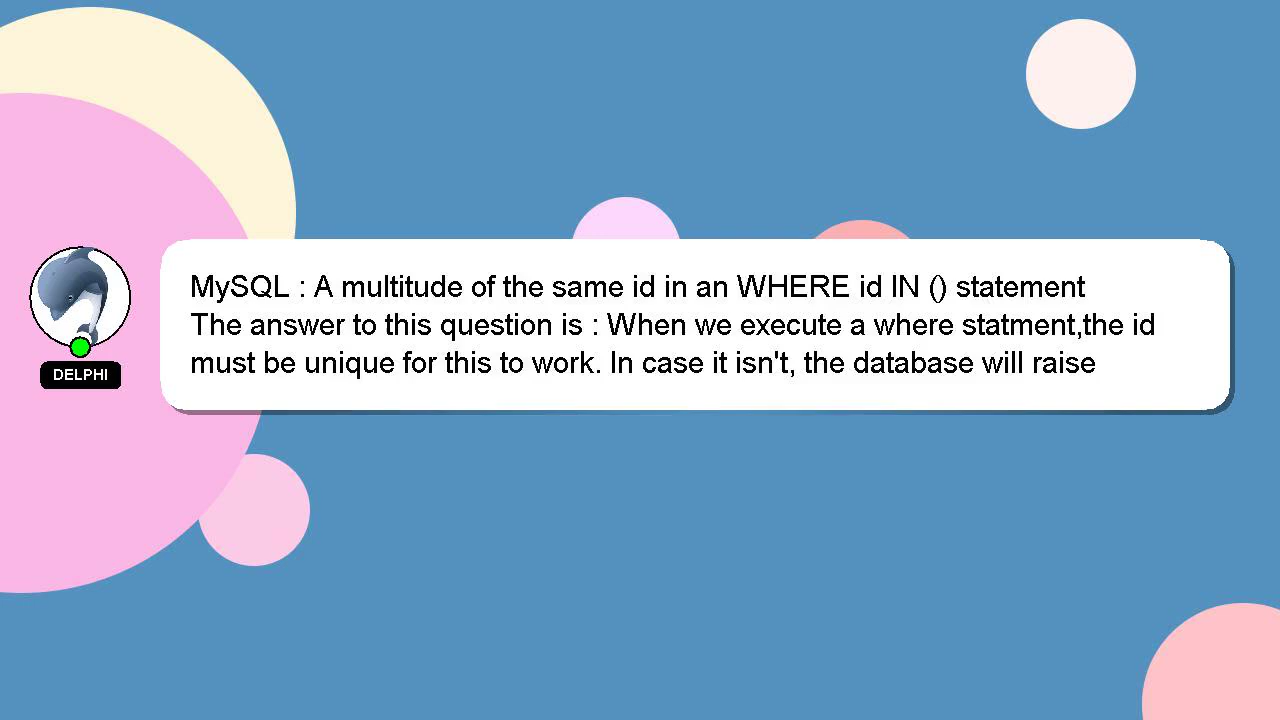 MySQL : A multitude of the same id in an WHERE id IN () statement
The answer to this question is : When we execute a where statment,the id
must be unique for this to work. In case it isn't, the database will raise
DELPHI